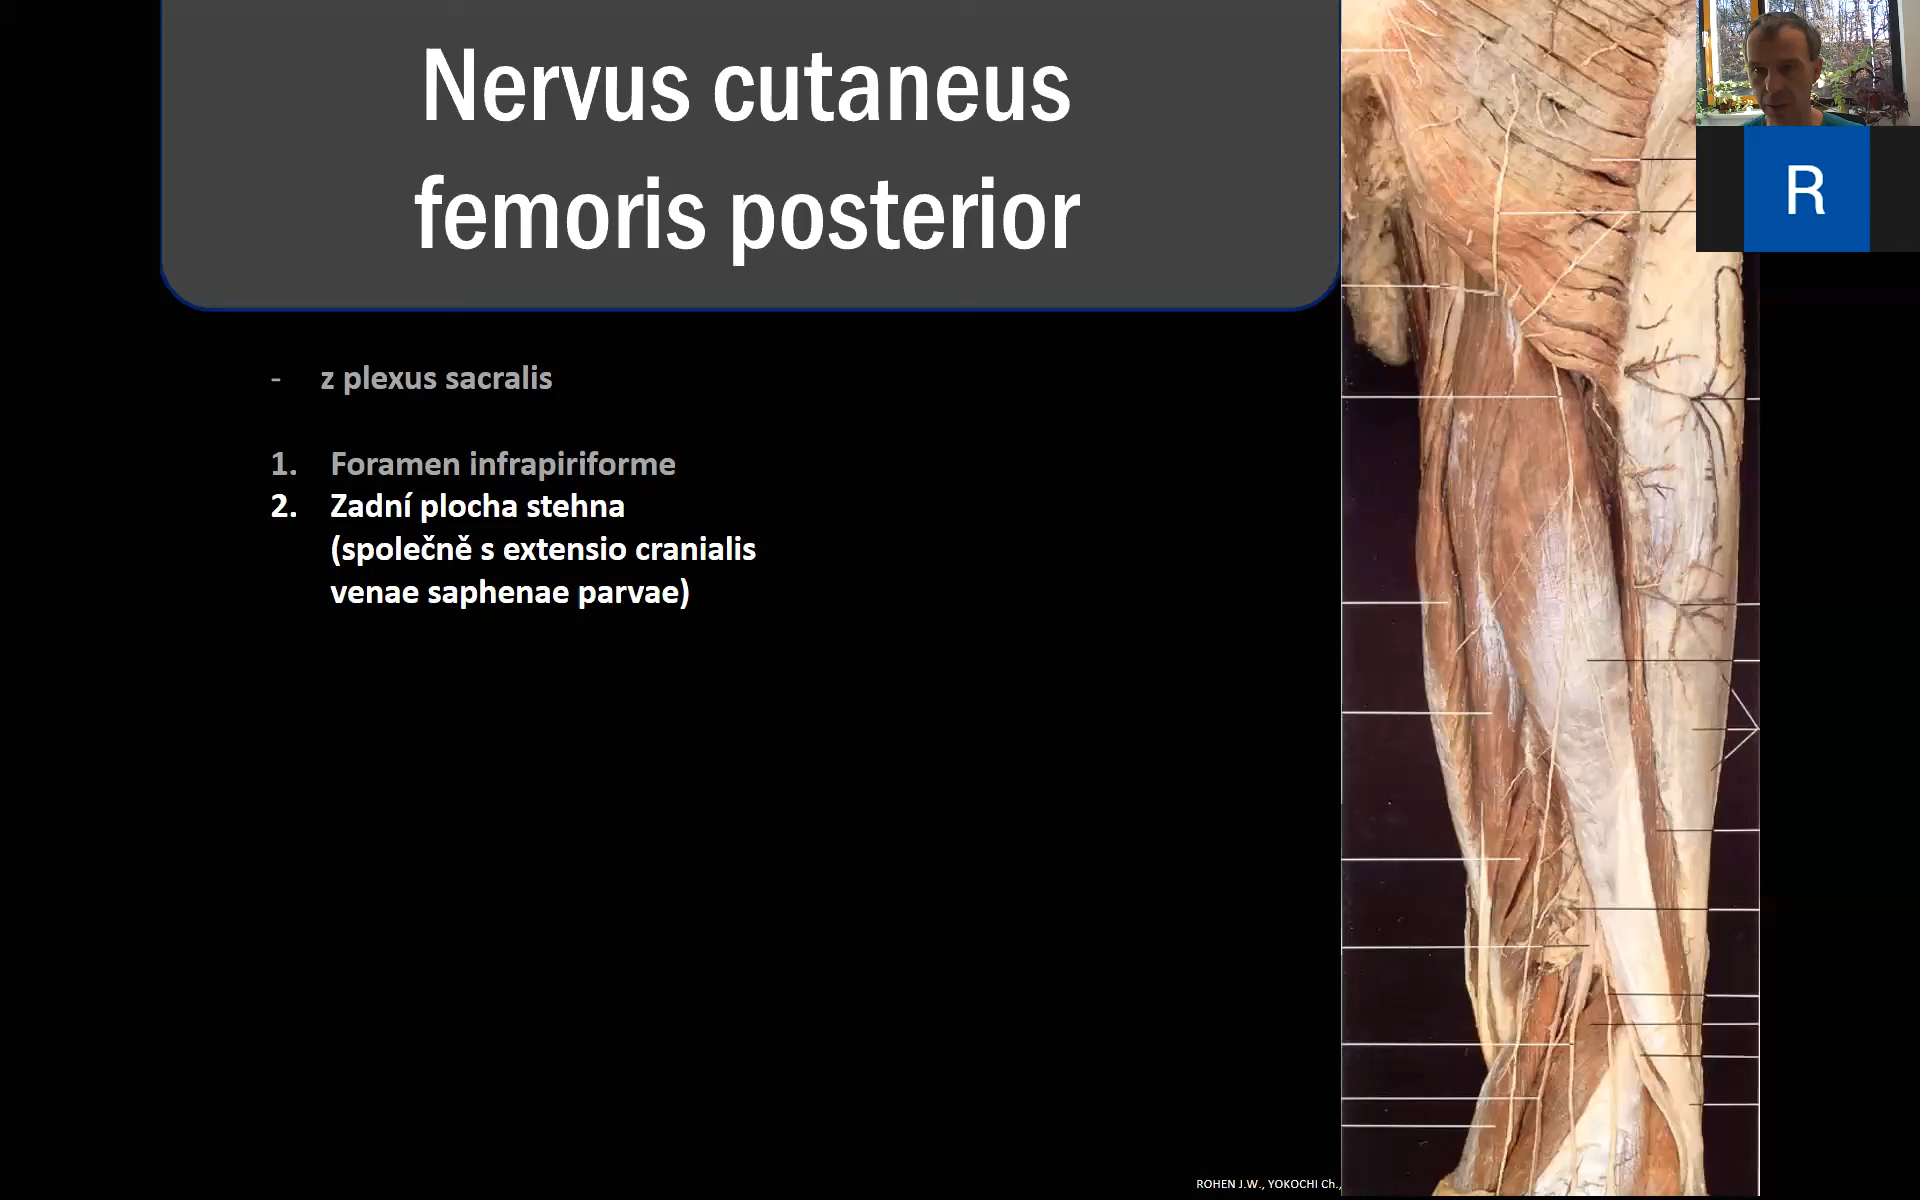 Nervus cutaneus
femoris posterior
R
- z plexus sacralis
1. Foramen infrapiriforme
2. Zadní plocha stehna
(společně s extensio cranialis
venae saphenae parvae)
ROHEN J.W., YOKOCHI Ch.,